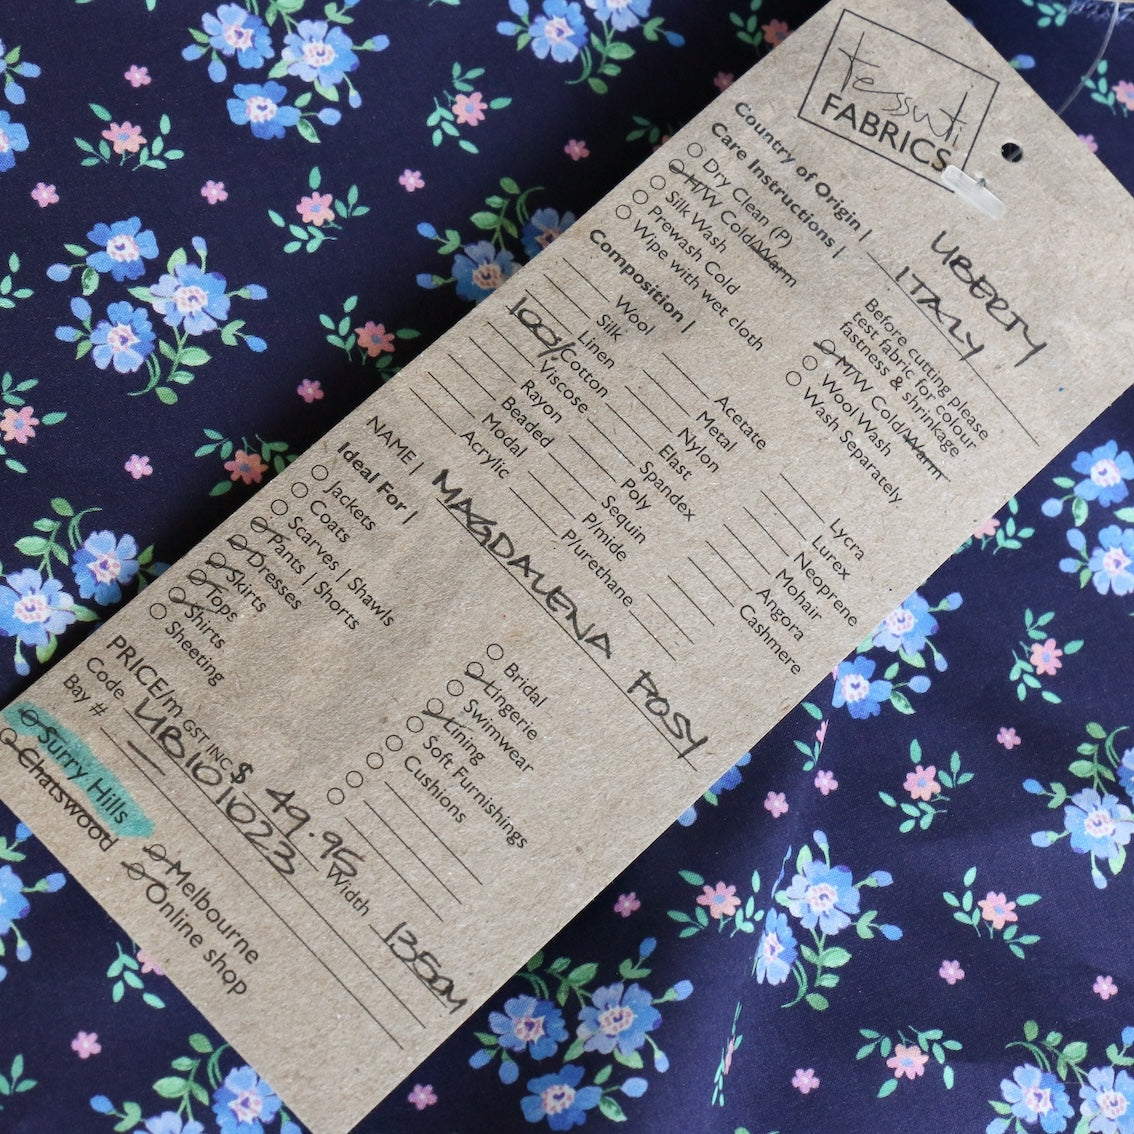 tessuti
FABRICS
LIBERTY
Country of Origin | ITALY
Care Instructions |
Dry Clean (P)
H/W Cold/Warm
Silk Wash
Prewash Cold
Wipe with wet cloth
Before cutting please
test fabric for colour
fastness & shrinkage
M/W Cold/Warm
Wool Wash
Wash Separately
Composition |
Wool
Silk
Linen
100% Cotton
Viscose
Rayon
Beaded
Modal
Acrylic
Acetate
Metal
Nylon
Elast
Spandex
Poly
Sequin
P/mide
P/urethane
Lycra
Lurex
Neoprene
Mohair
Angora
Cashmere
NAME | MAGDALENA POSY
Ideal For |
Jackets
Coats
Scarves | Shawls
Pants | Shorts
Dresses
Skirts
Tops
Shirts
Sheeting
Bridal
Lingerie
Swimwear
Lining
Soft Furnishings
Cushions
PRICE/m GST INC $ 49.95
Code
Width
Bay #
Surry Hills
Chatswood
Melbourne
Online shop